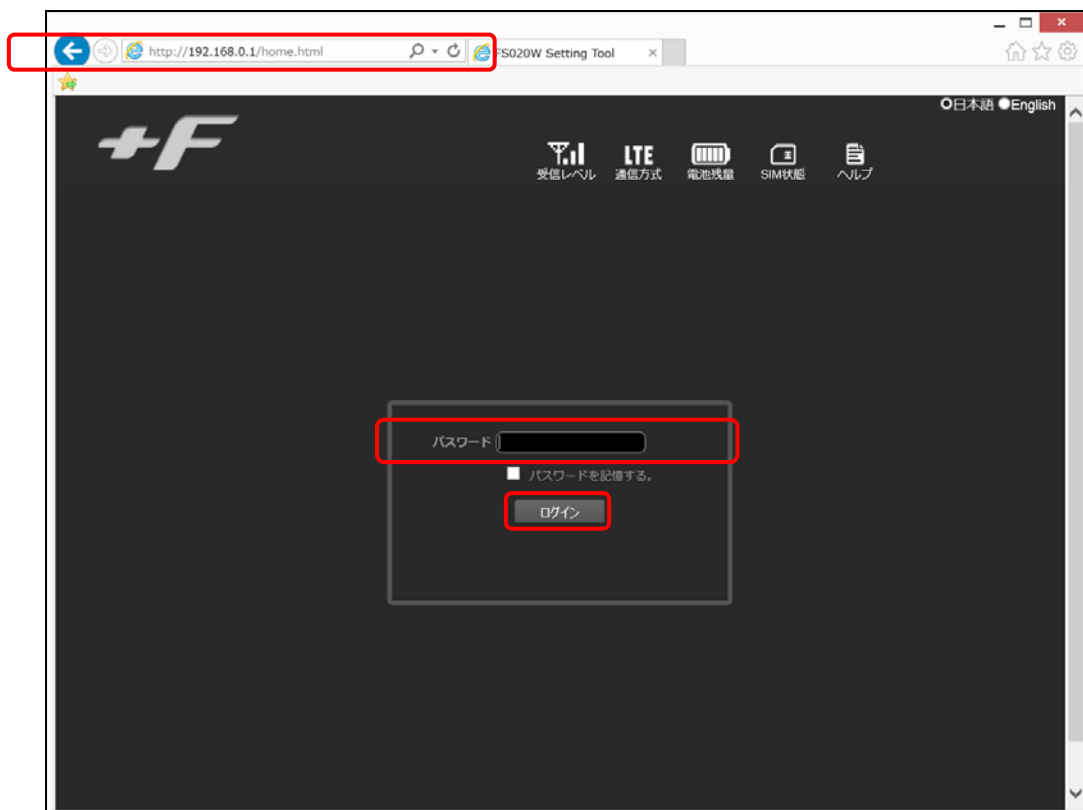 http://192.168.0.1/home.html
FS020W Setting Tool
日本語 English
+F
LTE
受信レベル 通信方式 電池残量 SIM状態 ヘルプ
パスワード
パスワードを記憶する。
ログイン